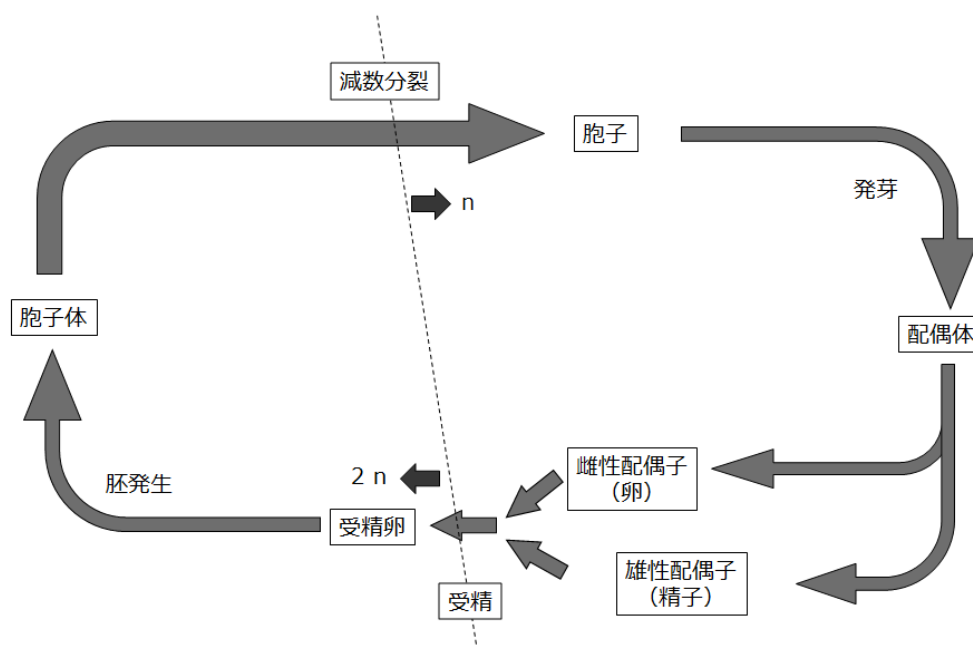 減数分裂
胞子
発芽
n
胞子体
配偶体
雌性配偶子
（卵）
2 n
胚発生
受精卵
雄性配偶子
（精子）
受精